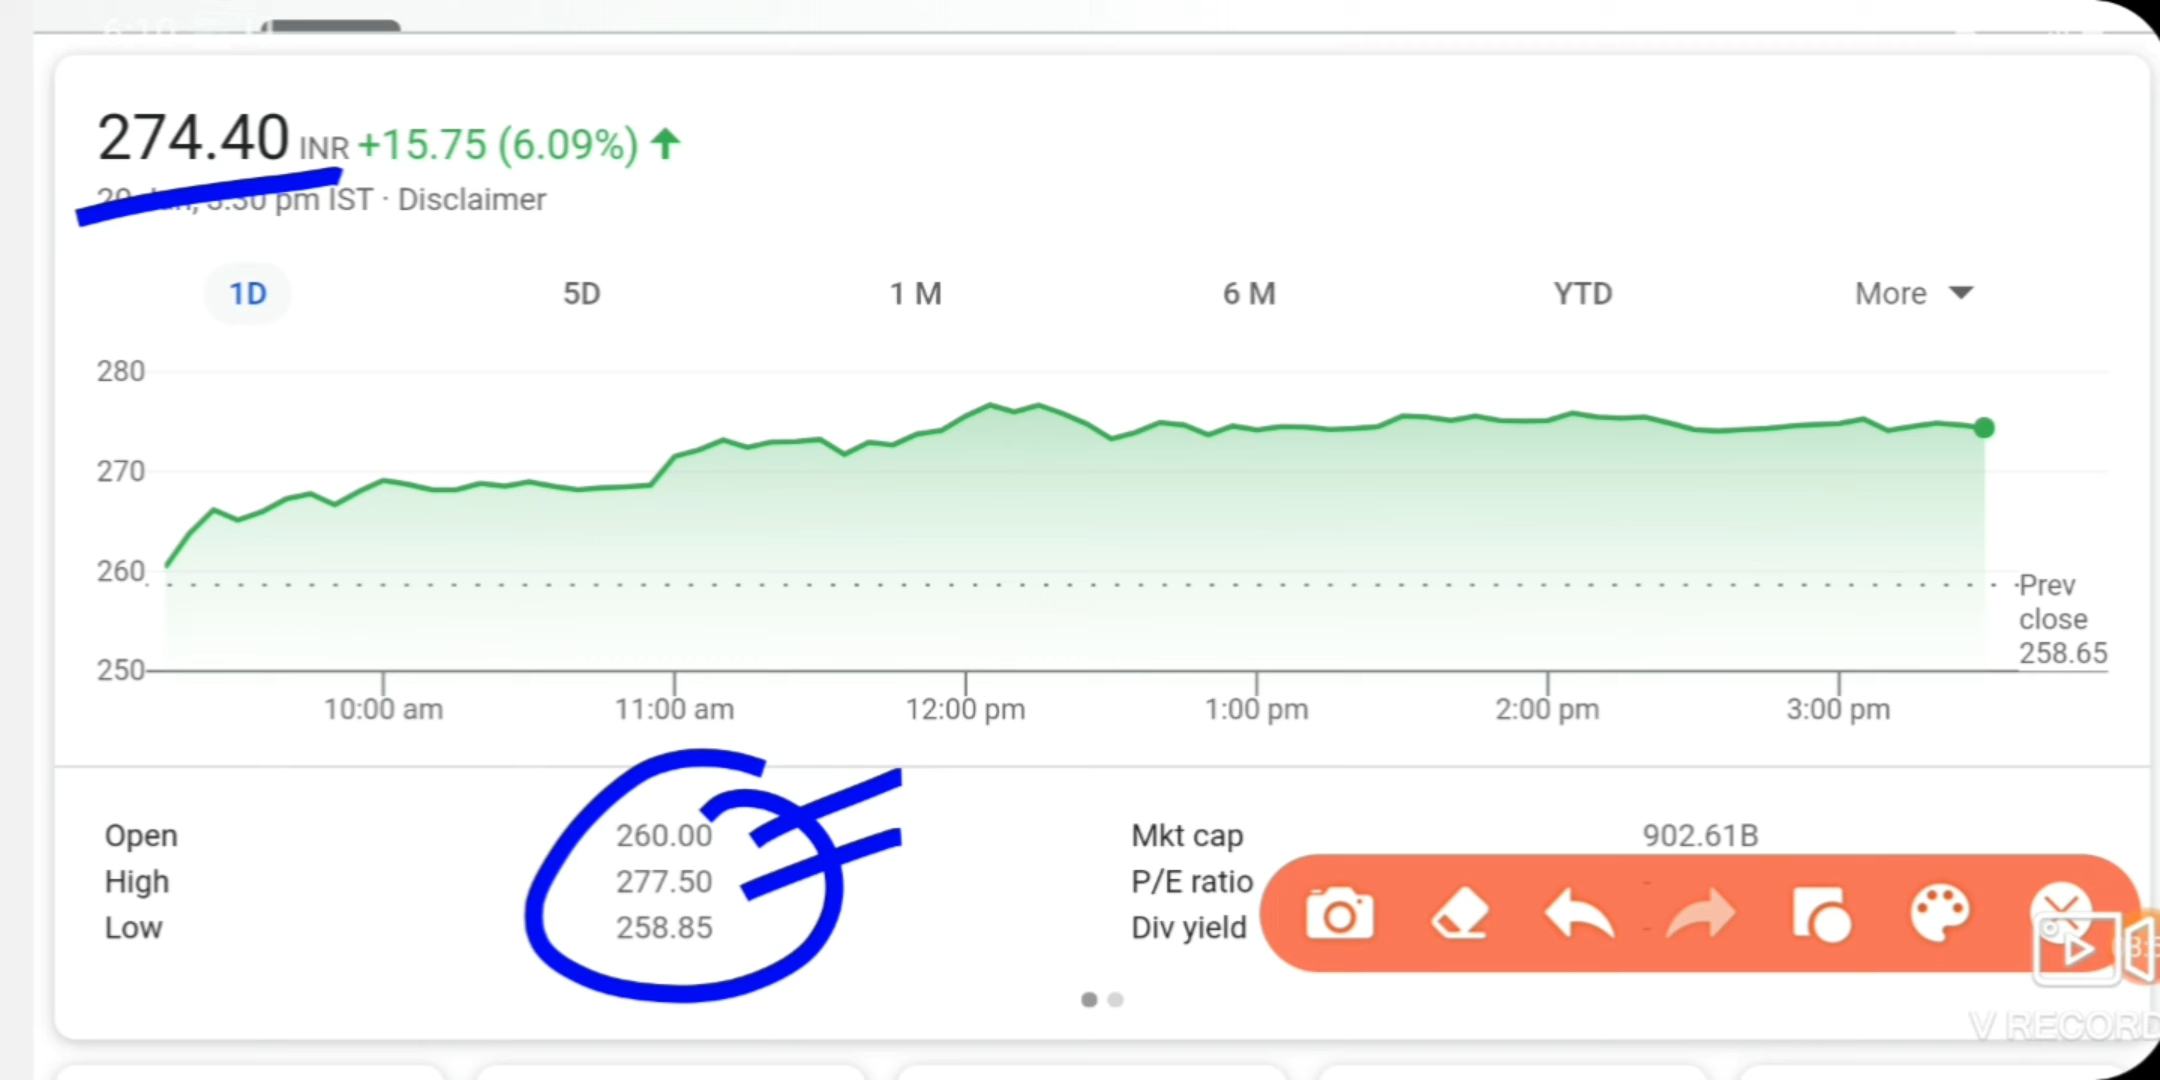 274.40 INR +15.75 (6.09%)
pm IST · Disclaimer
1D 5D 1 M 6 M YTD More
280
270
260
250
Prev
close
258.65
10:00 am 11:00 am 12:00 pm 1:00 pm 2:00 pm 3:00 pm
Open 260.00 Mkt cap 902.61B
High 277.50 P/E ratio -
Low 258.85 Div yield -
V RECORD